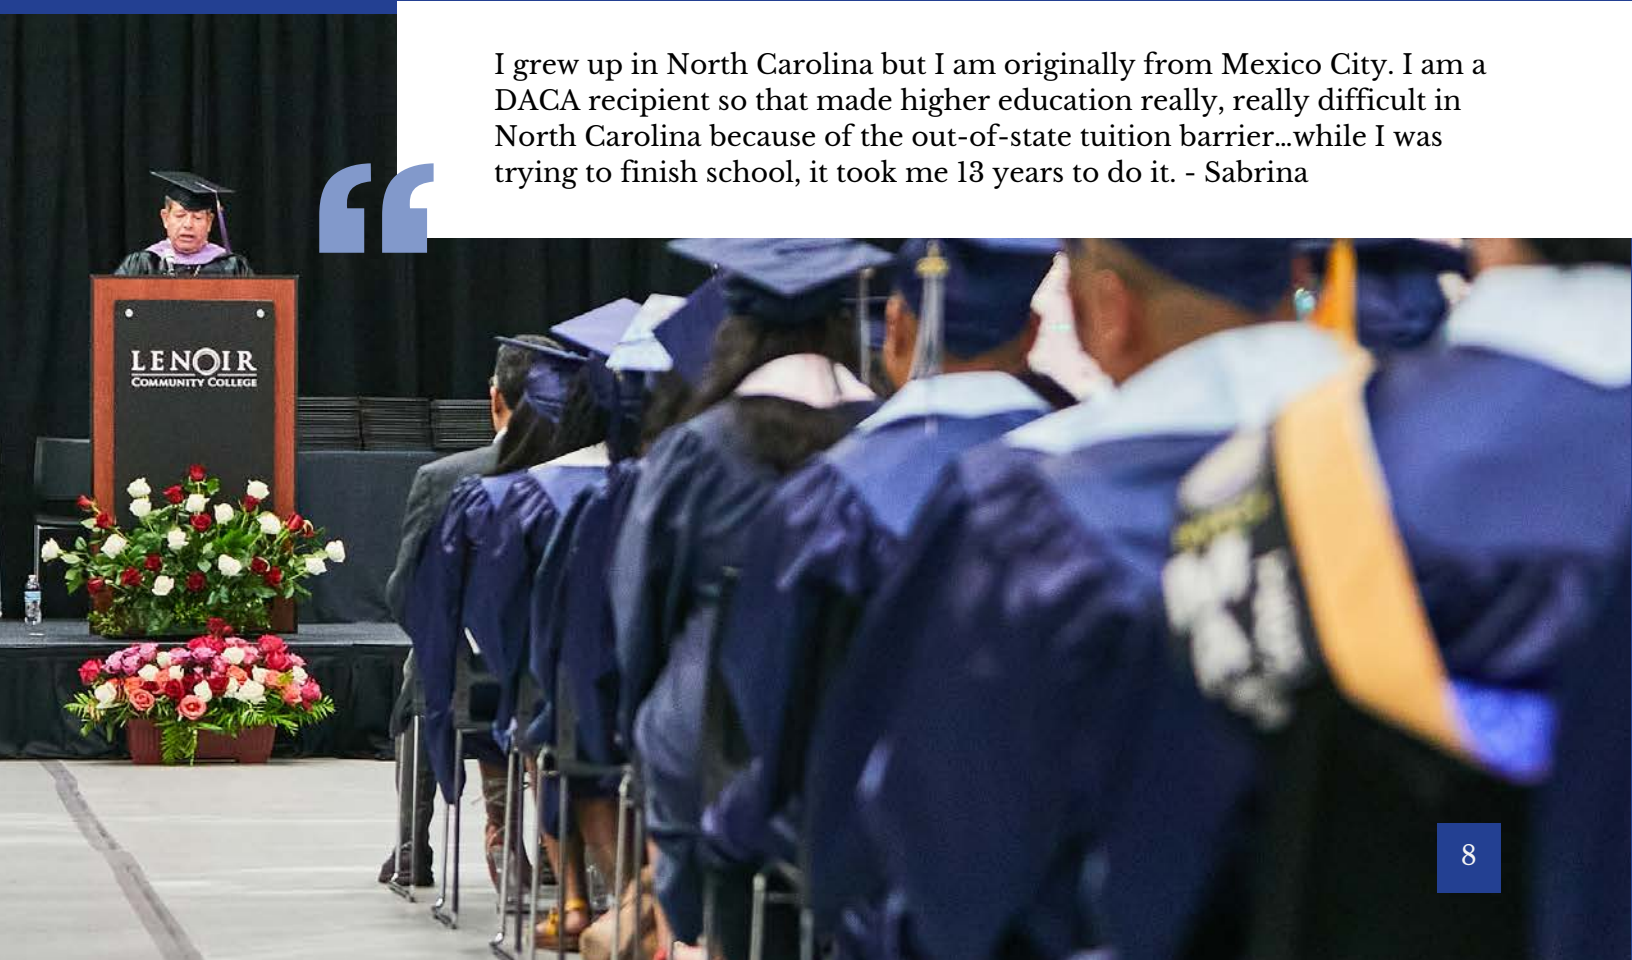 I grew up in North Carolina but I am originally from Mexico City. I am a
DACA recipient so that made higher education really, really difficult in
North Carolina because of the out-of-state tuition barrier…while I was
trying to finish school, it took me 13 years to do it. - Sabrina
“
LENOIR
COMMUNITY COLLEGE
8